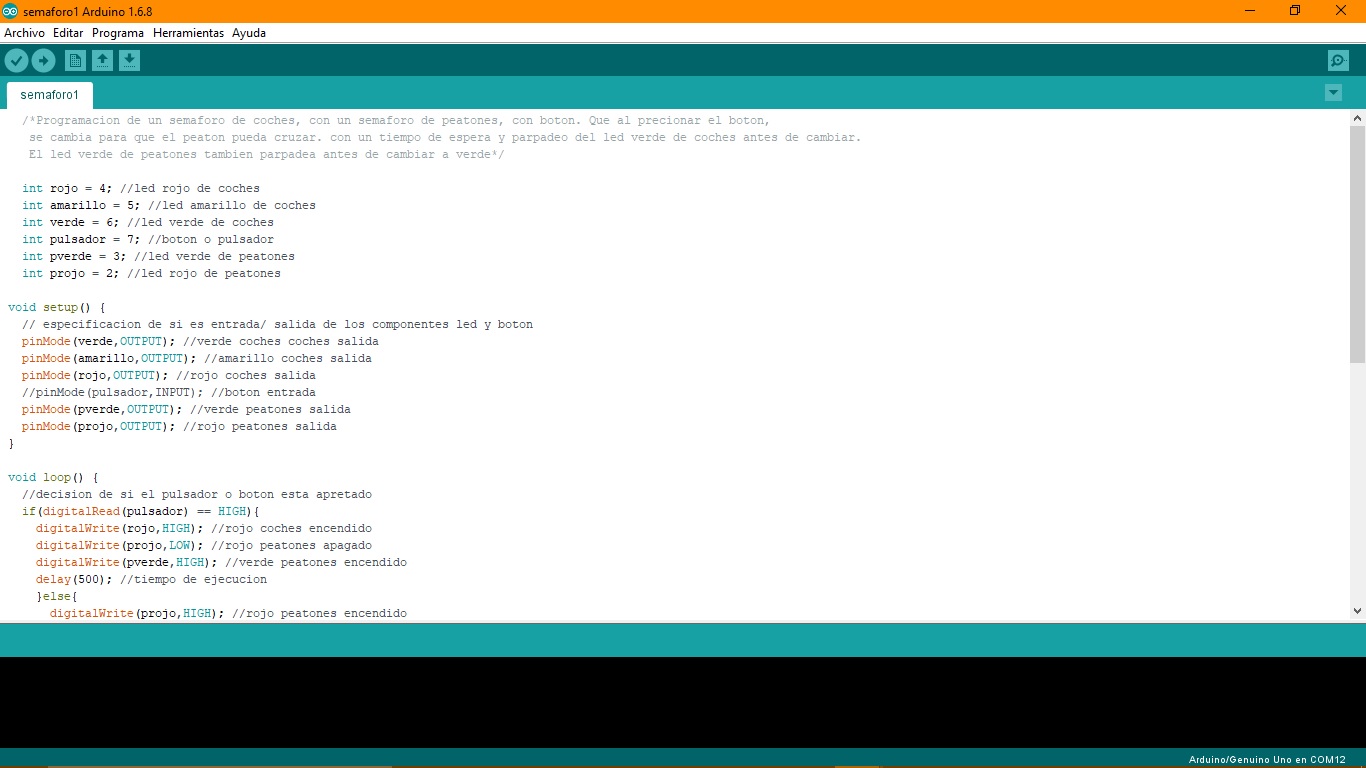 semaforo1 Arduino 1.6.8
Archivo Editar Programa Herramientas Ayuda
semaforo1
/*Programacion de un semaforo de coches, con un semaforo de peatones, con boton. Que al precionar el boton,
se cambia para que el peaton pueda cruzar. con un tiempo de espera y parpadeo del led verde de coches antes de cambiar.
El led verde de peatones tambien parpadea antes de cambiar a verde*/
int rojo = 4; //led rojo de coches
int amarillo = 5; //led amarillo de coches
int verde = 6; //led verde de coches
int pulsador = 7; //boton o pulsador
int pverde = 3; //led verde de peatones
int projo = 2; //led rojo de peatones
void setup() {
// especificacion de si es entrada/ salida de los componentes led y boton
pinMode(verde,OUTPUT); //verde coches coches salida
pinMode(amarillo,OUTPUT); //amarillo coches salida
pinMode(rojo,OUTPUT); //rojo coches salida
//pinMode(pulsador,INPUT); //boton entrada
pinMode(pverde,OUTPUT); //verde peatones salida
pinMode(projo,OUTPUT); //rojo peatones salida
}
void loop() {
//decision de si el pulsador o boton esta apretado
if(digitalRead(pulsador) == HIGH){
digitalWrite(rojo,HIGH); //rojo coches encendido
digitalWrite(projo,LOW); //rojo peatones apagado
digitalWrite(pverde,HIGH); //verde peatones encendido
delay(500); //tiempo de ejecucion
}else{
digitalWrite(projo,HIGH); //rojo peatones encendido
Arduino/Genuino Uno en COM12